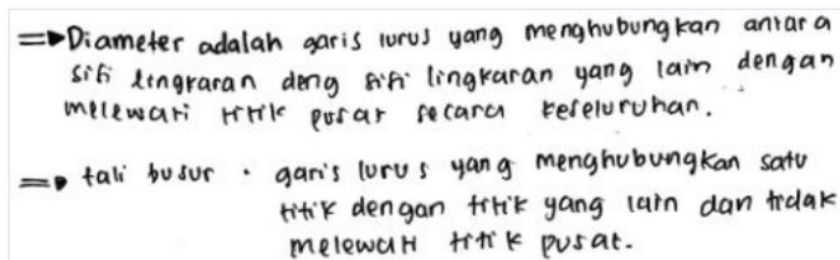 ⇒ Diameter adalah garis lurus yang menghubungkan antara
sisi lingkaran deng sisi lingkaran yang lain dengan
melewati titik pusar secara keseluruhan.
⇒ tali busur . garis lurus yang menghubungkan satu
titik dengan titik yang lain dan tidak
melewati titik pusat.